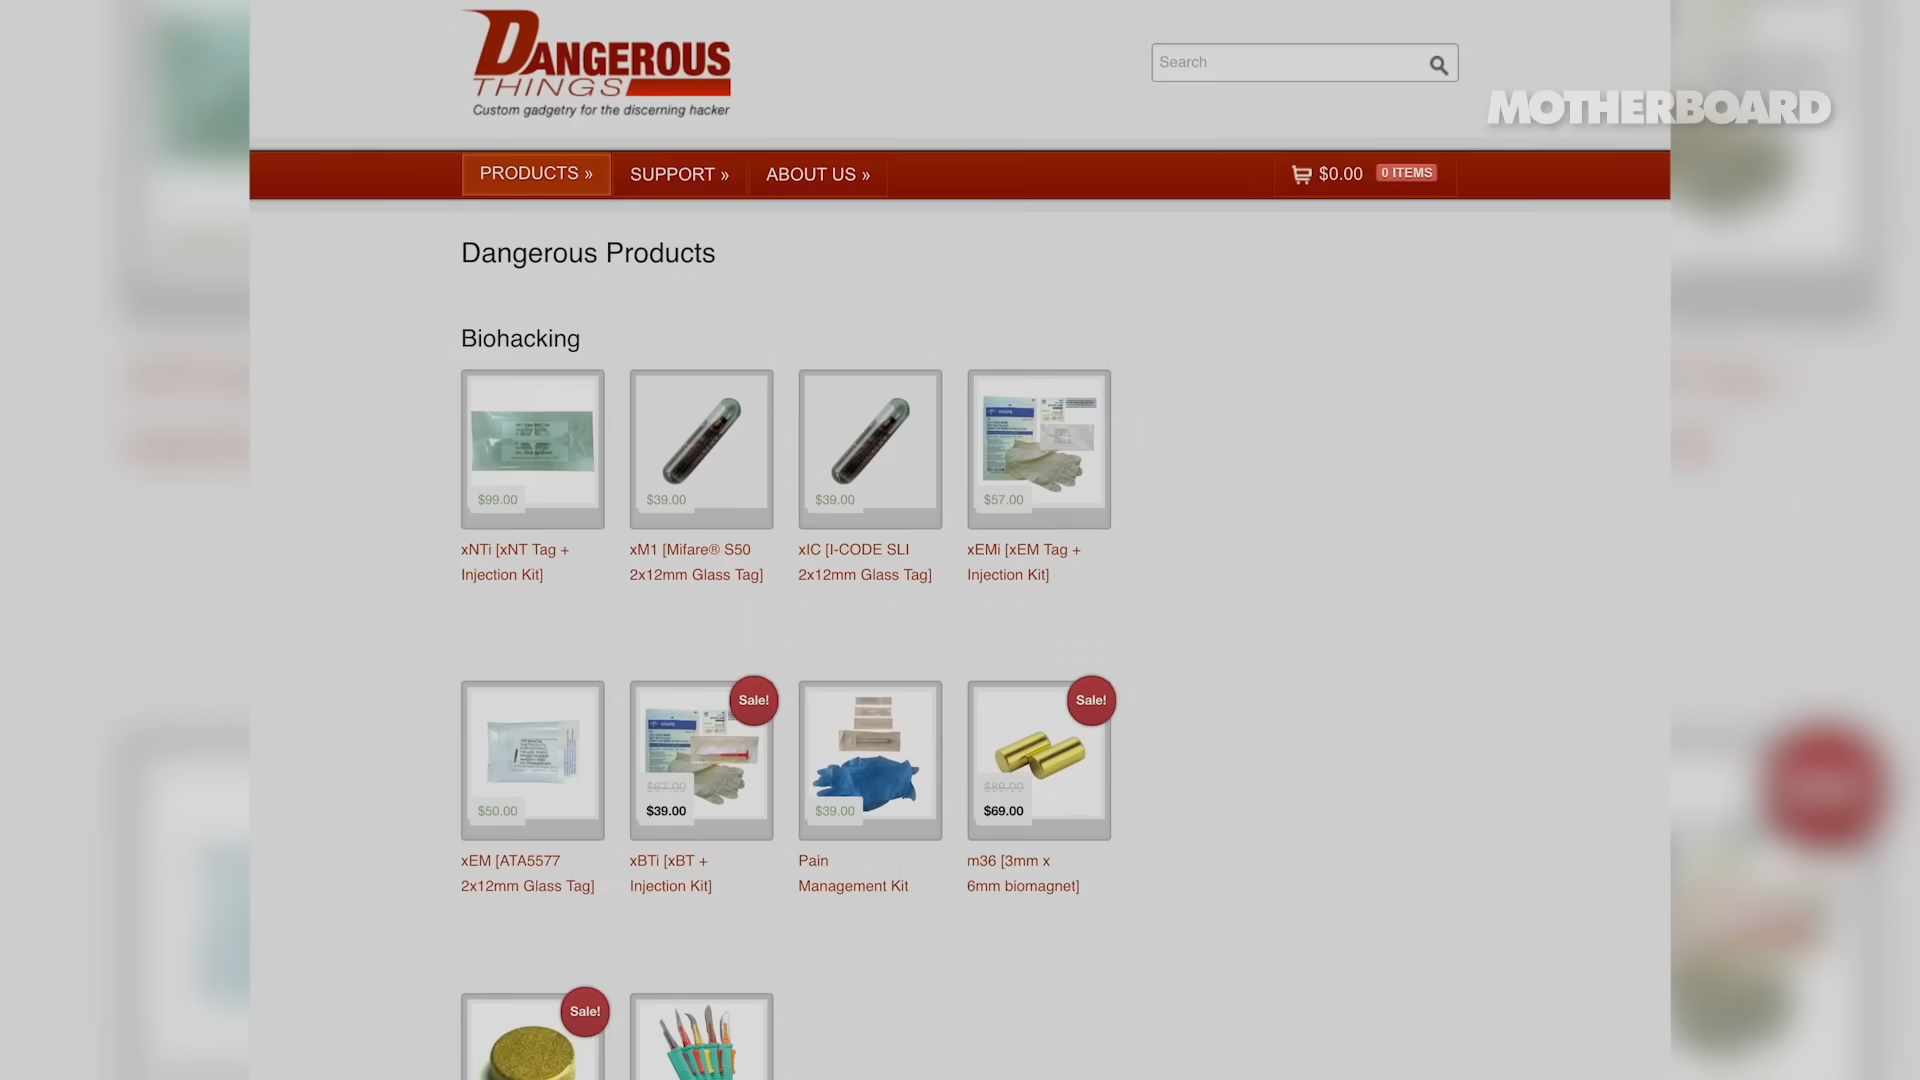 DANGEROUS
THINGS
Custom gadgetry for the discerning hacker
Search
MOTHERBOARD
PRODUCTS »
SUPPORT »
ABOUT US »
$0.00
0 ITEMS
Dangerous Products
Biohacking
$99.00
$39.00
$39.00
$57.00
xNTi [xNT Tag +
Injection Kit]
xM1 [Mifare® S50
2x12mm Glass Tag]
xIC [I-CODE SLI
2x12mm Glass Tag]
xEMi [xEM Tag +
Injection Kit]
Sale!
Sale!
$50.00
$67.00
$39.00
$39.00
$89.00
$69.00
xEM [ATA5577
2x12mm Glass Tag]
xBTi [xBT +
Injection Kit]
Pain
Management Kit
m36 [3mm x
6mm biomagnet]
Sale!